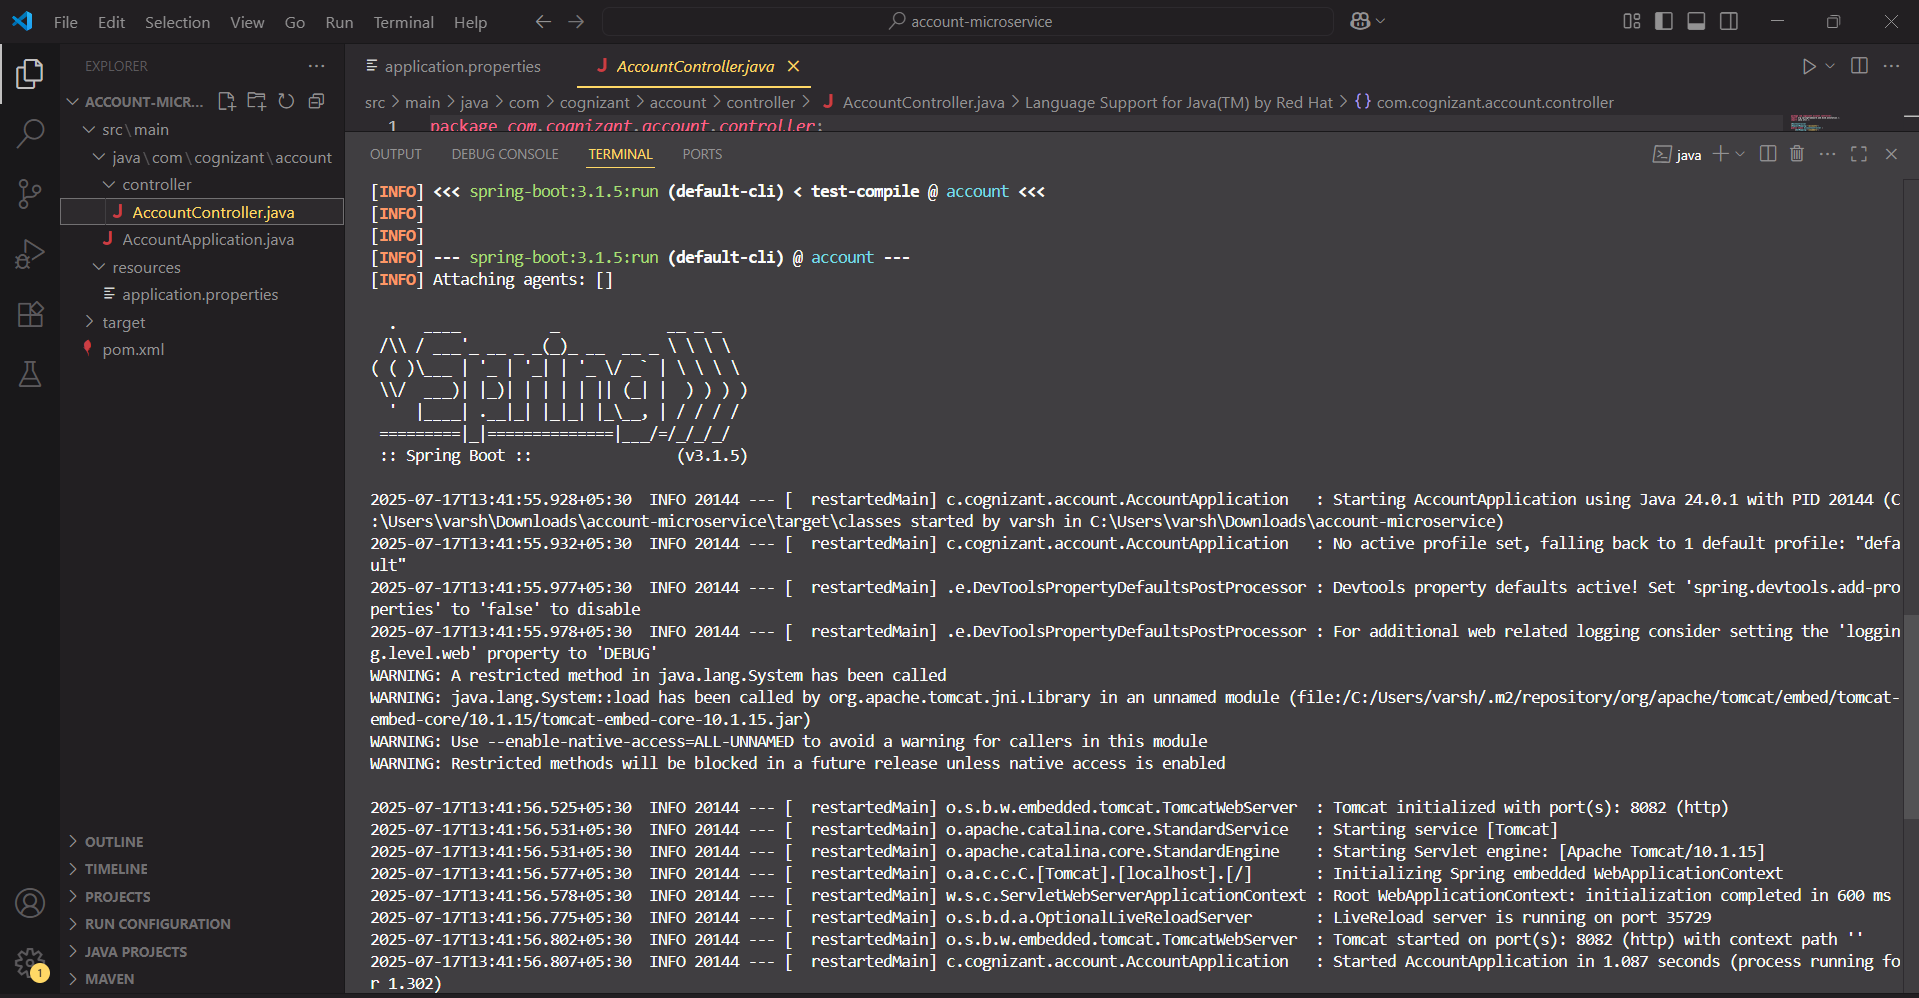 File Edit Selection View Go Run Terminal Help
account-microservice
EXPLORER
ACCOUNT-MICR...
src\main
java\com\cognizant\account
controller
J AccountController.java
J AccountApplication.java
resources
application.properties
target
pom.xml
OUTLINE
TIMELINE
PROJECTS
RUN CONFIGURATION
JAVA PROJECTS
MAVEN
1
application.properties
J AccountController.java
src > main > java > com > cognizant > account > controller > J AccountController.java > Language Support for Java(TM) by Red Hat > {} com.cognizant.account.controller
1 package com.cognizant.account.controller;
OUTPUT DEBUG CONSOLE TERMINAL PORTS
java
[INFO] <<< spring-boot:3.1.5:run (default-cli) < test-compile @ account <<<
[INFO]
[INFO]
[INFO] --- spring-boot:3.1.5:run (default-cli) @ account ---
[INFO] Attaching agents: []
  .   ____          _            __ _ _
 /\\ / ___'_ __ _ _(_)_ __  __ _ \ \ \ \
( ( )\___ | '_ | '_| | '_ \/ _` | \ \ \ \
 \\/  ___)| |_)| | | | | || (_| |  ) ) ) )
  '  |____| .__|_| |_|_| |_\__, | / / / /
 =========|_|==============|___/=/_/_/_/
 :: Spring Boot ::                (v3.1.5)
2025-07-17T13:41:55.928+05:30  INFO 20144 --- [  restartedMain] c.cognizant.account.AccountApplication   : Starting AccountApplication using Java 24.0.1 with PID 20144 (C
:\Users\varsh\Downloads\account-microservice\target\classes started by varsh in C:\Users\varsh\Downloads\account-microservice)
2025-07-17T13:41:55.932+05:30  INFO 20144 --- [  restartedMain] c.cognizant.account.AccountApplication   : No active profile set, falling back to 1 default profile: "defa
ult"
2025-07-17T13:41:55.977+05:30  INFO 20144 --- [  restartedMain] .e.DevToolsPropertyDefaultsPostProcessor : Devtools property defaults active! Set 'spring.devtools.add-pro
perties' to 'false' to disable
2025-07-17T13:41:55.978+05:30  INFO 20144 --- [  restartedMain] .e.DevToolsPropertyDefaultsPostProcessor : For additional web related logging consider setting the 'loggin
g.level.web' property to 'DEBUG'
WARNING: A restricted method in java.lang.System has been called
WARNING: java.lang.System::load has been called by org.apache.tomcat.jni.Library in an unnamed module (file:/C:/Users/varsh/.m2/repository/org/apache/tomcat/embed/tomcat-
embed-core/10.1.15/tomcat-embed-core-10.1.15.jar)
WARNING: Use --enable-native-access=ALL-UNNAMED to avoid a warning for callers in this module
WARNING: Restricted methods will be blocked in a future release unless native access is enabled
2025-07-17T13:41:56.525+05:30  INFO 20144 --- [  restartedMain] o.s.b.w.embedded.tomcat.TomcatWebServer  : Tomcat initialized with port(s): 8082 (http)
2025-07-17T13:41:56.531+05:30  INFO 20144 --- [  restartedMain] o.apache.catalina.core.StandardService   : Starting service [Tomcat]
2025-07-17T13:41:56.531+05:30  INFO 20144 --- [  restartedMain] o.apache.catalina.core.StandardEngine    : Starting Servlet engine: [Apache Tomcat/10.1.15]
2025-07-17T13:41:56.577+05:30  INFO 20144 --- [  restartedMain] o.a.c.c.C.[Tomcat].[localhost].[/]       : Initializing Spring embedded WebApplicationContext
2025-07-17T13:41:56.578+05:30  INFO 20144 --- [  restartedMain] w.s.c.ServletWebServerApplicationContext : Root WebApplicationContext: initialization completed in 600 ms
2025-07-17T13:41:56.775+05:30  INFO 20144 --- [  restartedMain] o.s.b.d.a.OptionalLiveReloadServer       : LiveReload server is running on port 35729
2025-07-17T13:41:56.802+05:30  INFO 20144 --- [  restartedMain] o.s.b.w.embedded.tomcat.TomcatWebServer  : Tomcat started on port(s): 8082 (http) with context path ''
2025-07-17T13:41:56.807+05:30  INFO 20144 --- [  restartedMain] c.cognizant.account.AccountApplication   : Started AccountApplication in 1.087 seconds (process running fo
r 1.302)